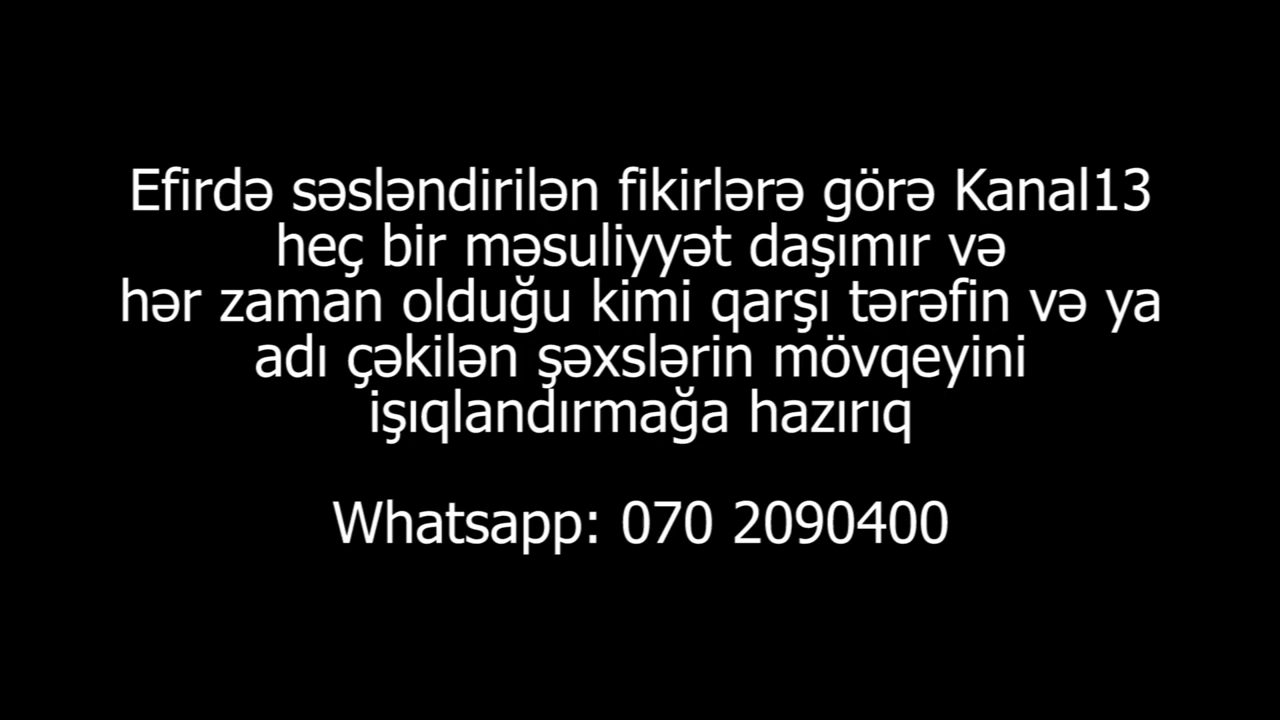 Efirdə səsləndirilən fikirlərə görə Kanal13
heç bir məsuliyyət daşımır və
hər zaman olduğu kimi qarşı tərəfin və ya
adı çəkilən şəxslərin mövqeyini
işıqlandırmağa hazırıq
Whatsapp: 070 2090400